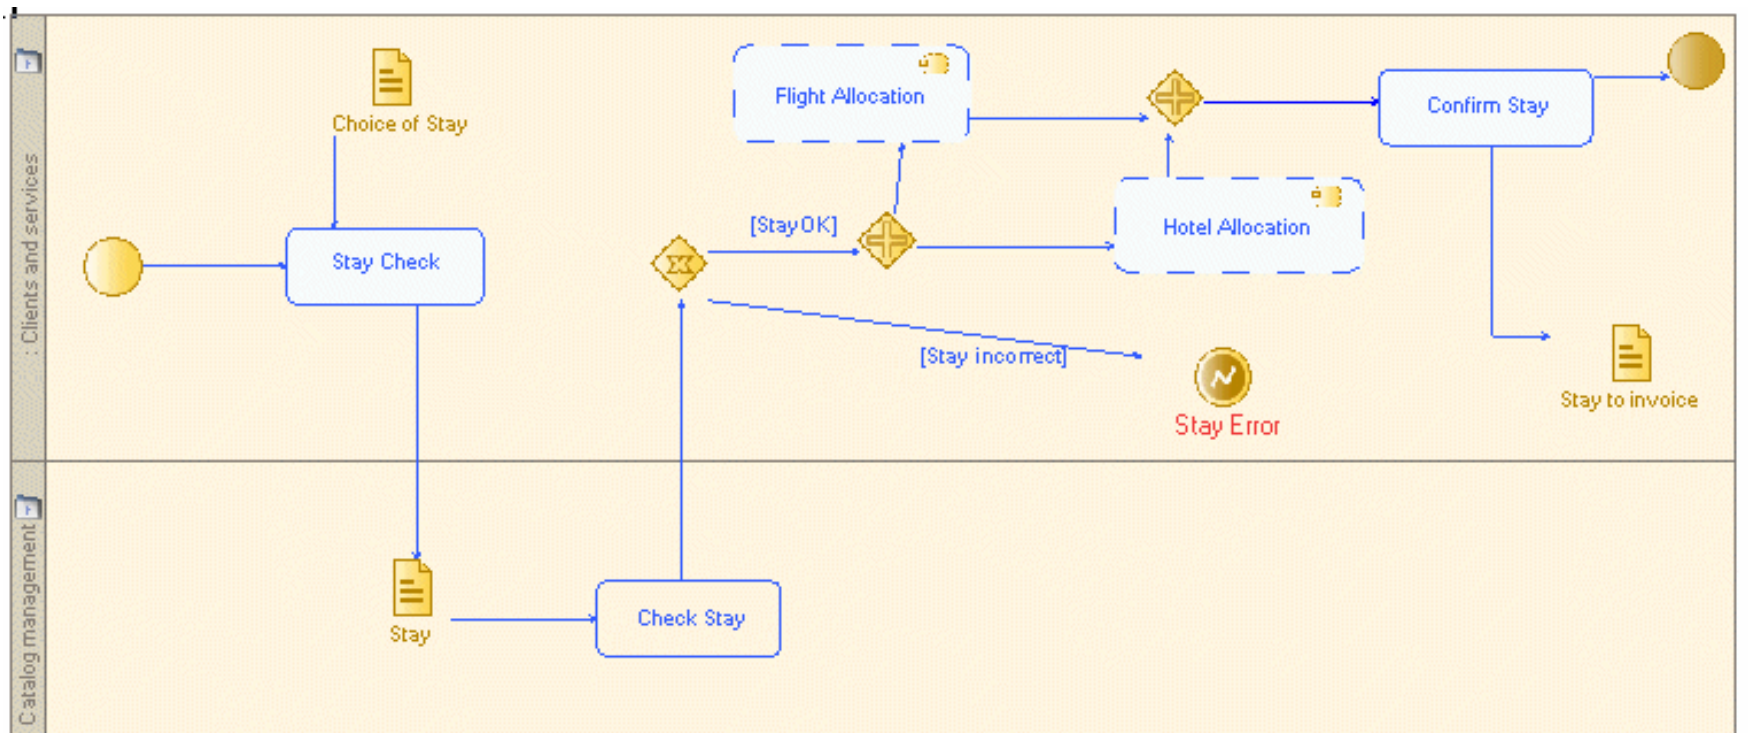 : Clients and services
Choice of Stay
Stay Check
Flight Allocation
Confirm Stay
[Stay OK]
Hotel Allocation
[Stay incorrect]
Stay Error
Stay to invoice
Catalog management
Stay
Check Stay